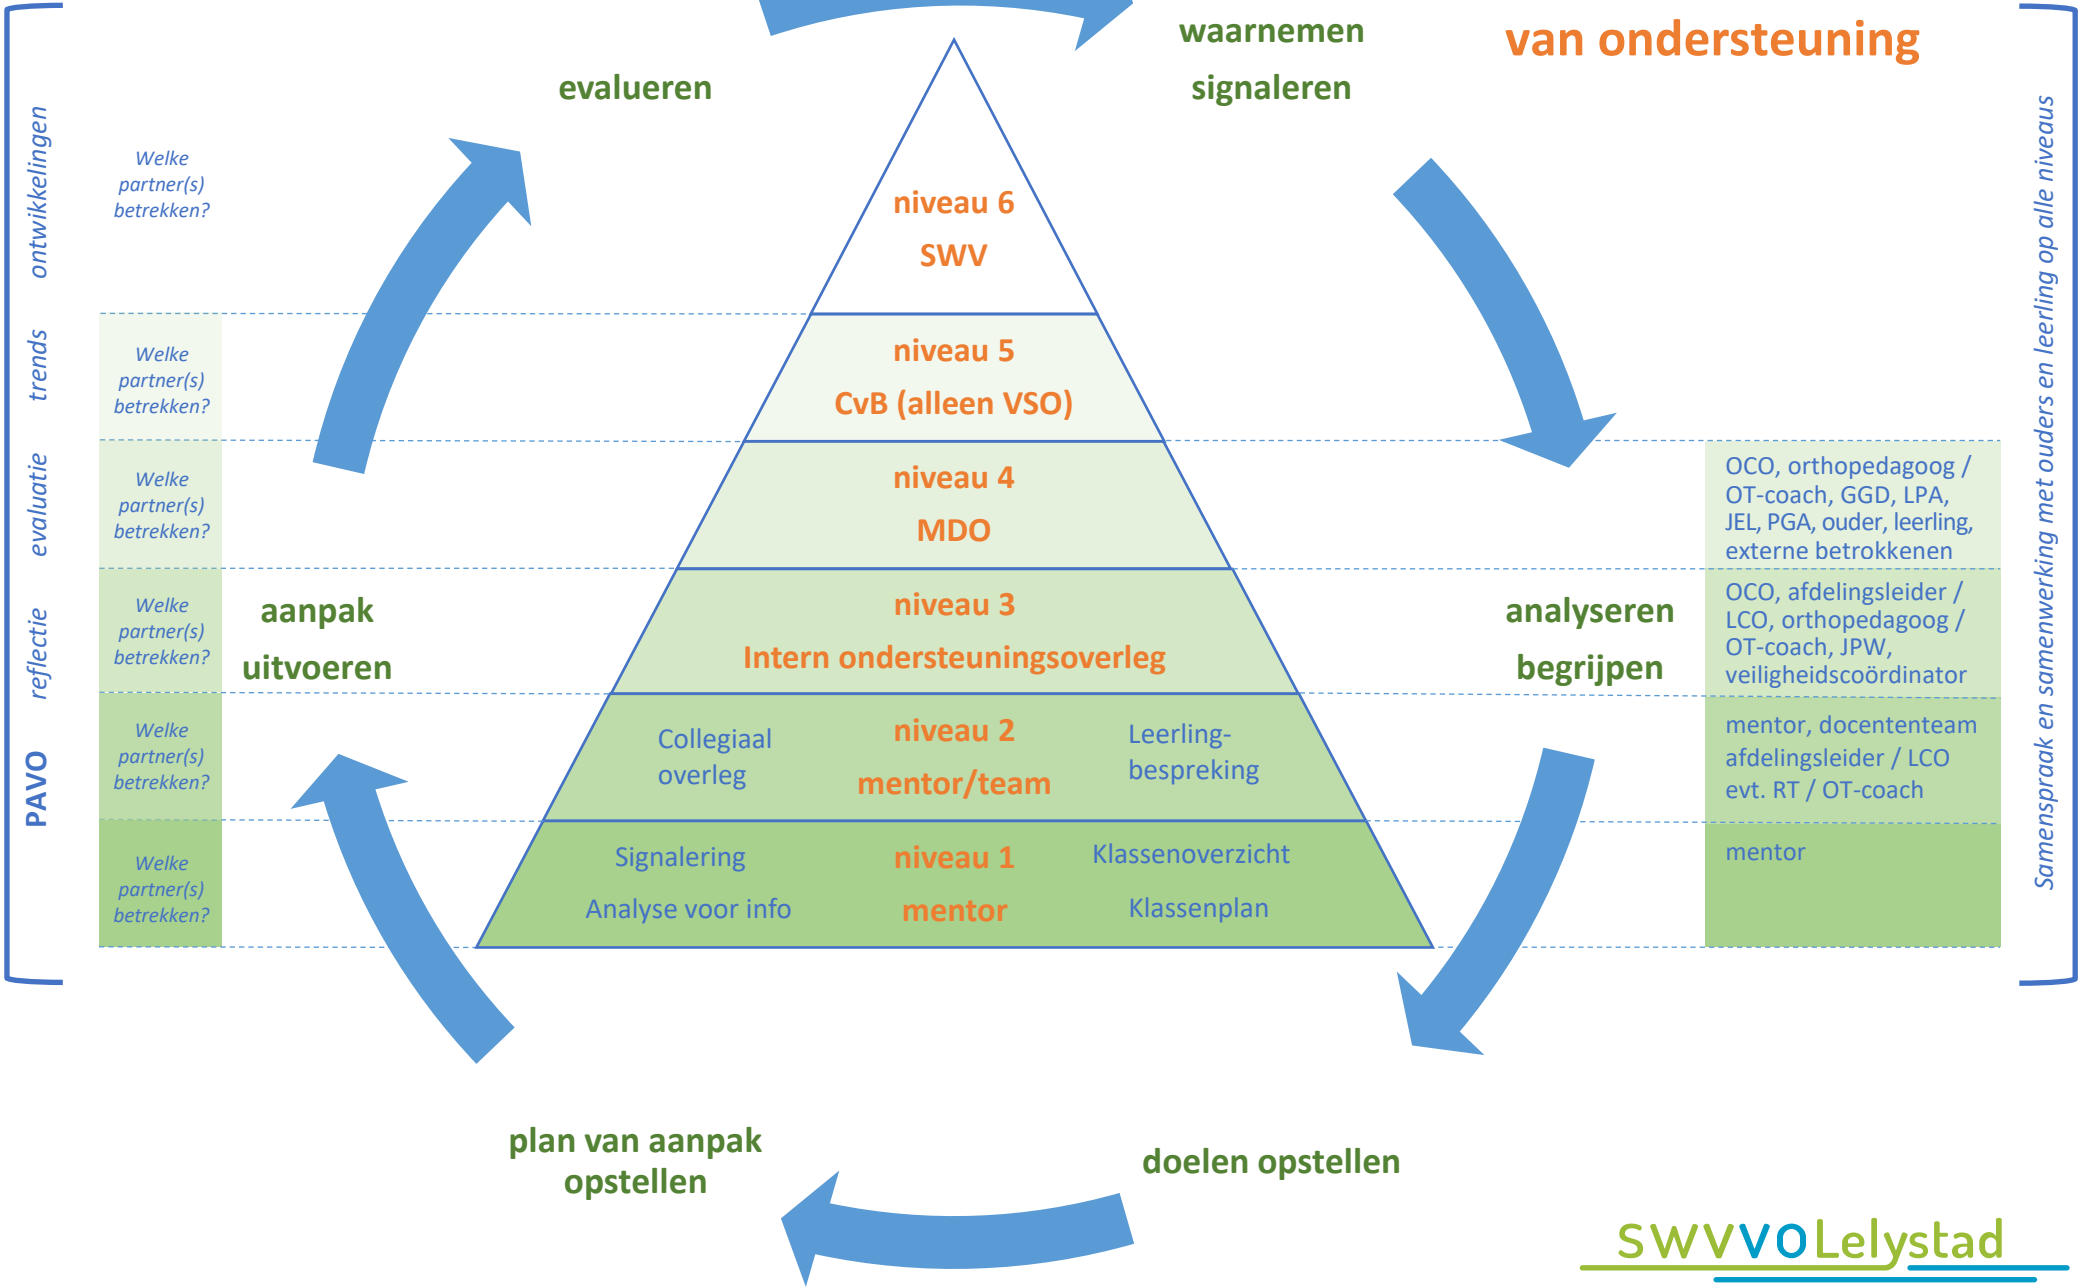 van ondersteuning
waarnemen
signaleren
evalueren
ontwikkelingen
trends
evaluatie
reflectie
PAVO
Welke
partner(s)
betrekken?
niveau 6
SWV
Welke
partner(s)
betrekken?
niveau 5
CvB (alleen VSO)
Welke
partner(s)
betrekken?
niveau 4
MDO
OCO, orthopedagoog /
OT-coach, GGD, LPA,
JEL, PGA, ouder, leerling,
externe betrokkenen
Welke
partner(s)
betrekken?
aanpak
uitvoeren
niveau 3
Intern ondersteuningsoverleg
analyseren
begrijpen
OCO, afdelingsleider /
LCO, orthopedagoog /
OT-coach, JPW,
veiligheidscoördinator
Welke
partner(s)
betrekken?
Collegiaal
overleg
niveau 2
mentor/team
Leerling-
bespreking
mentor, docententeam
afdelingsleider / LCO
evt. RT / OT-coach
Welke
partner(s)
betrekken?
Signalering
Analyse voor info
niveau 1
mentor
Klassenoverzicht
Klassenplan
mentor
Samenspraak en samenwerking met ouders en leerling op alle niveaus
plan van aanpak
opstellen
doelen opstellen
SWVVOLelystad